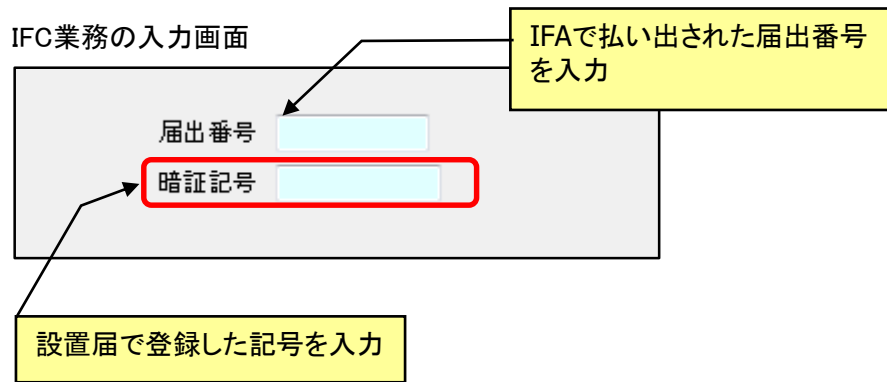 IFC業務の入力画面
IFAで払い出された届出番号
を入力
届出番号
暗証記号
設置届で登録した記号を入力